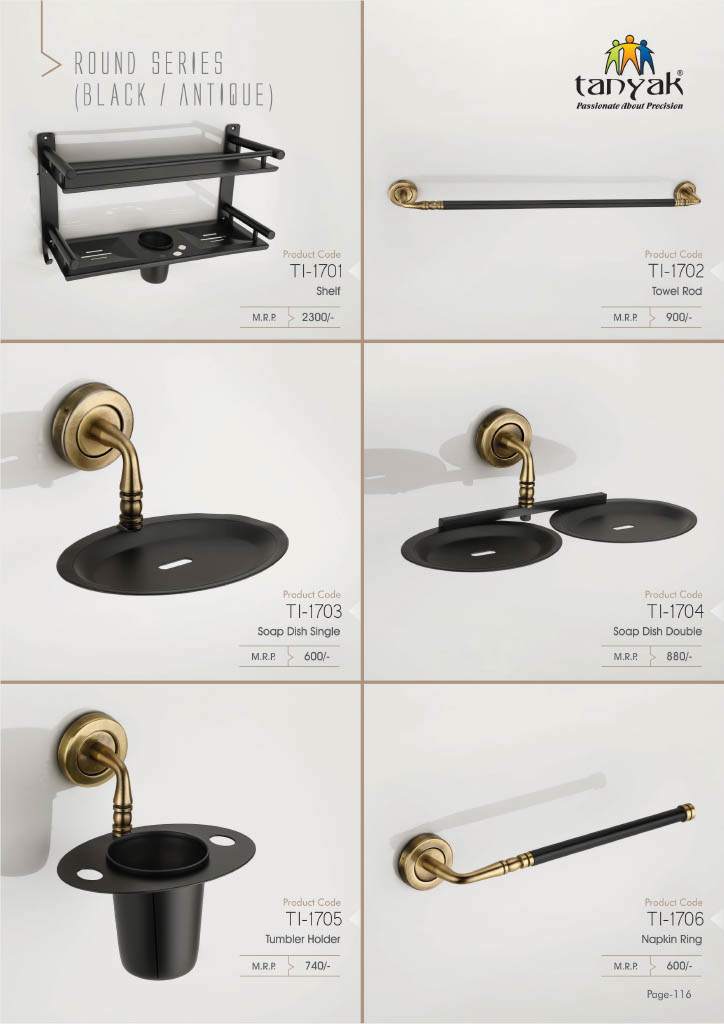 ROUND SERIES
(BLACK / ANTIQUE)
tanyak®
Passionate About Precision
Product Code
TI-1701
Shelf
M.R.P. 2300/-
Product Code
TI-1702
Towel Rod
M.R.P. 900/-
Product Code
TI-1703
Soap Dish Single
M.R.P. 600/-
Product Code
TI-1704
Soap Dish Double
M.R.P. 880/-
Product Code
TI-1705
Tumbler Holder
M.R.P. 740/-
Product Code
TI-1706
Napkin Ring
M.R.P. 600/-
Page-116